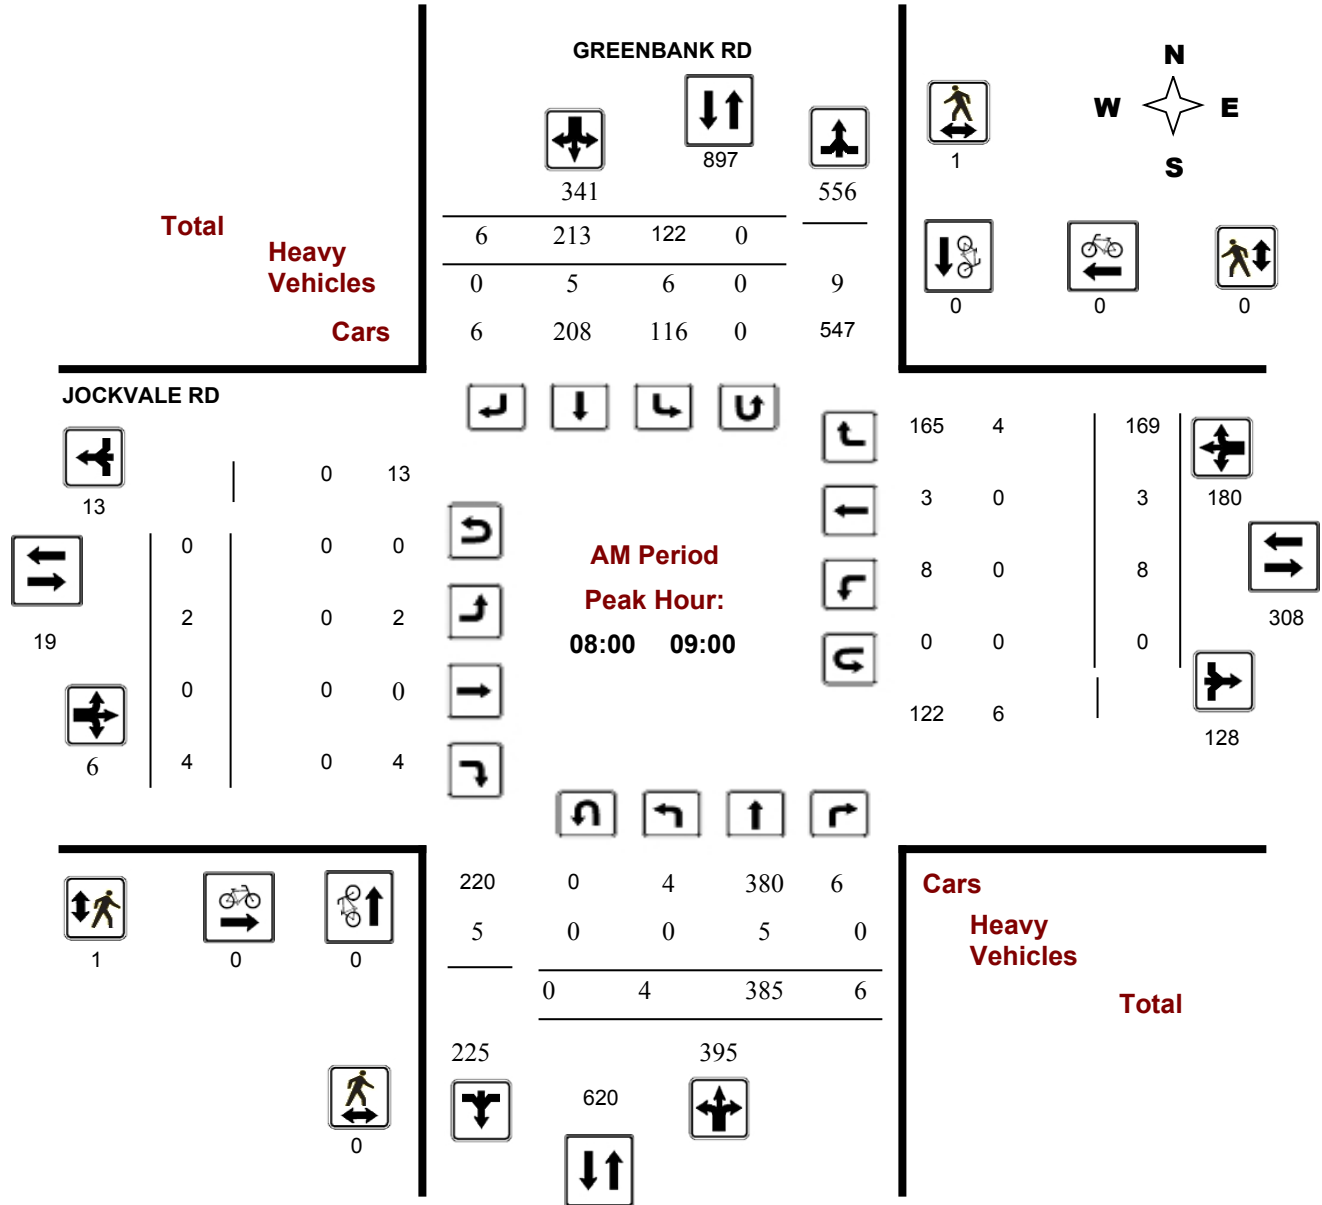 GREENBANK RD
N
W E
S
897
1
341 556
Total
6 213 122 0
Heavy
Vehicles
0 5 6 0 9
0 0 0
Cars
6 208 116 0 547
JOCKVALE RD
165 4 169
0 13
13
3 0 3 180
0 0 0
AM Period
8 0 8
Peak Hour:
2 0 2
308
19
08:00 09:00
0 0 0
0 0 0
122 6
128
6 4 0 4
220 0 4 380 6
Cars
Heavy
Vehicles
5 0 0 5 0
1 0 0
0 4 385 6
Total
225 395
620
0